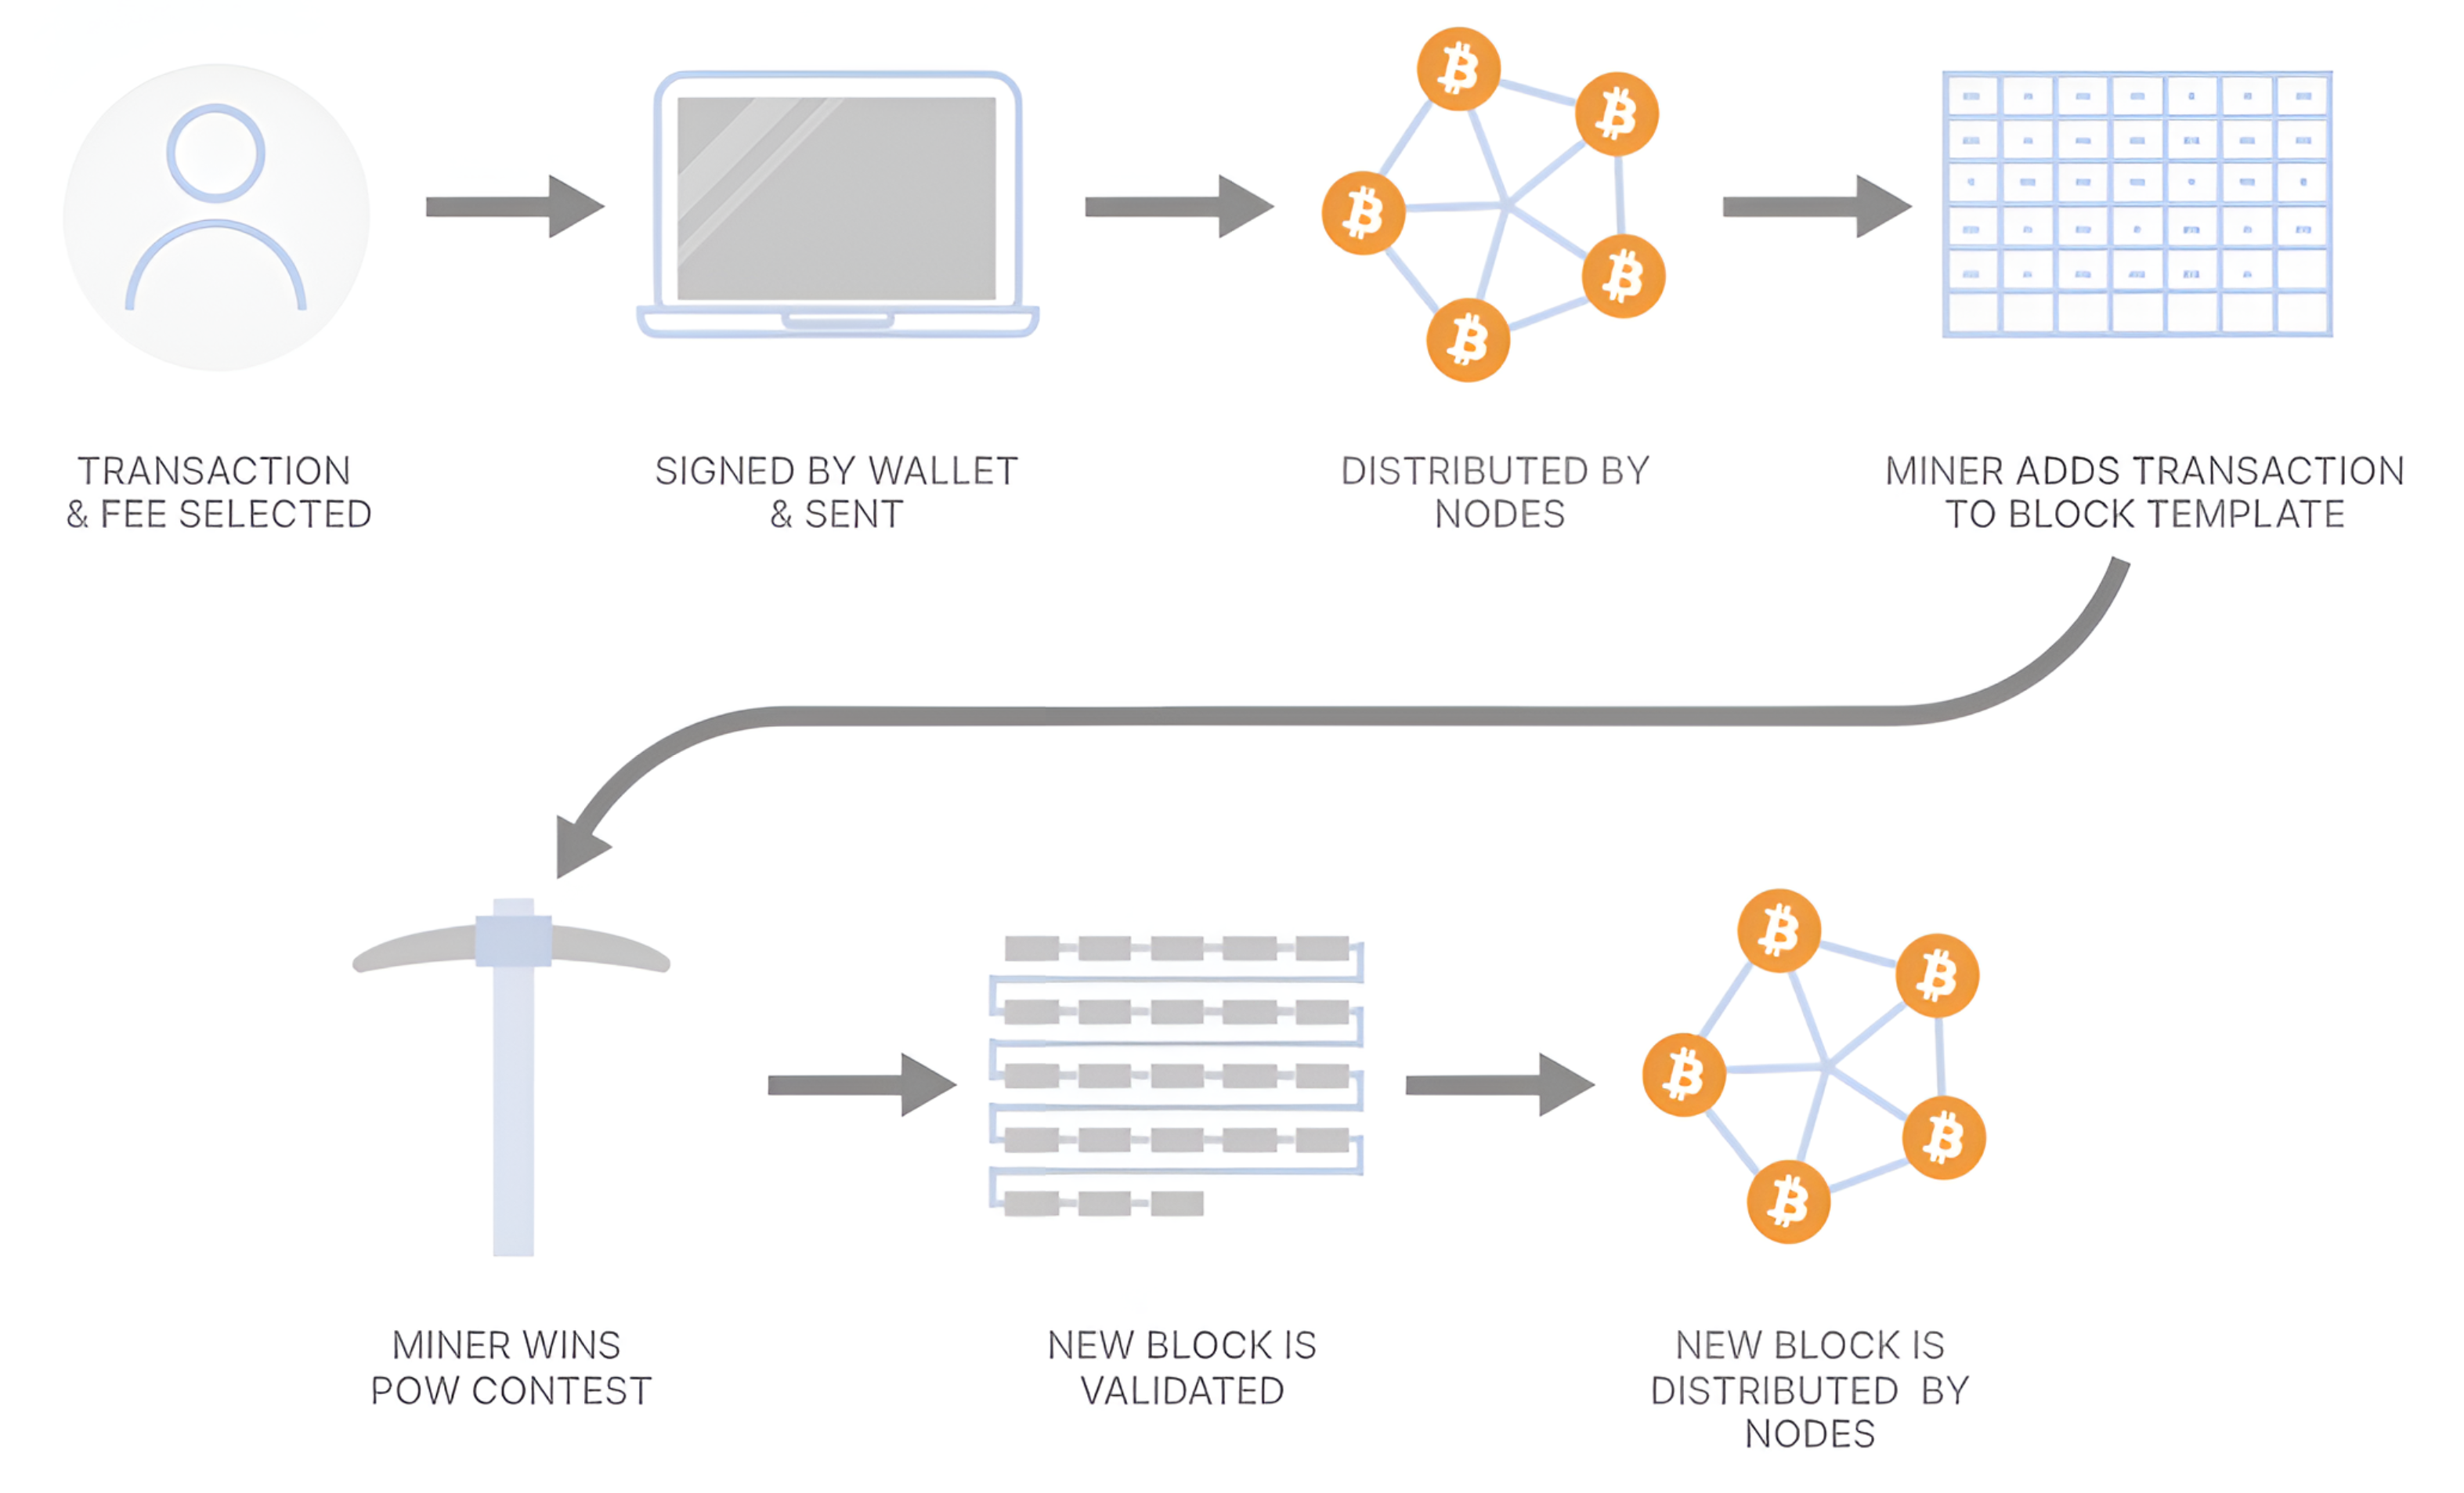 TRANSACTION
& FEE SELECTED
SIGNED BY WALLET
& SENT
DISTRIBUTED BY
NODES
MINER ADDS TRANSACTION
TO BLOCK TEMPLATE
MINER WINS
POW CONTEST
NEW BLOCK IS
VALIDATED
NEW BLOCK IS
DISTRIBUTED BY
NODES